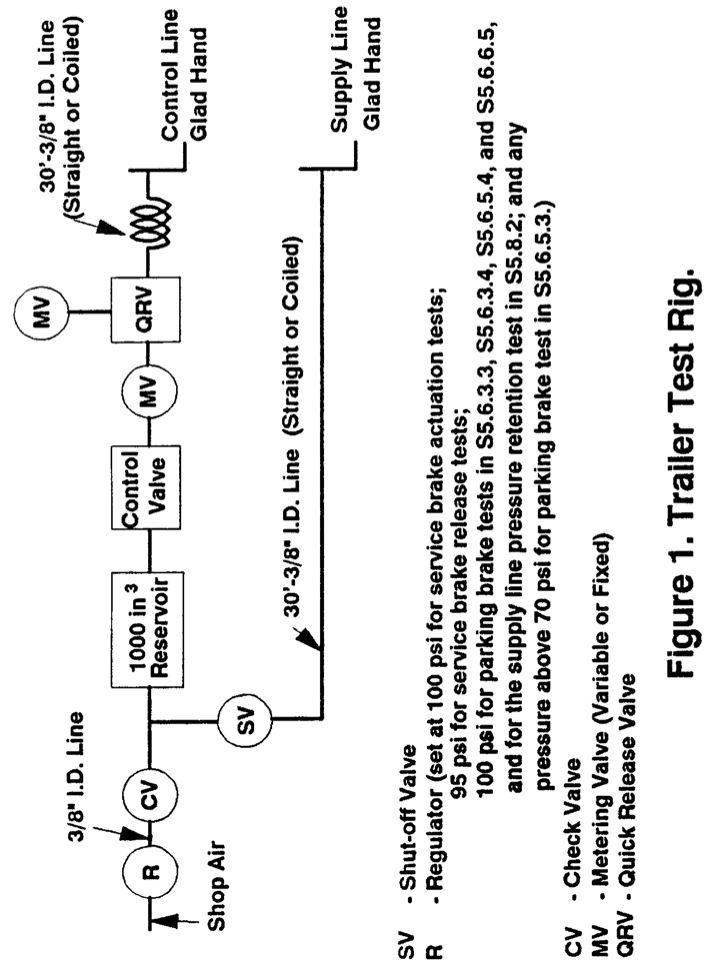 30'-3/8" I.D. Line
(Straight or Coiled)
MV
3/8" I.D. Line
R
CV
1000 in 3
Reservoir
Control
Valve
MV
QRV
Control Line
Glad Hand
Shop Air
SV
30'-3/8" I.D. Line (Straight or Coiled)
Supply Line
Glad Hand
SV - Shut-off Valve
R - Regulator (set at 100 psi for service brake actuation tests;
95 psi for service brake release tests;
100 psi for parking brake tests in S5.6.3.3, S5.6.3.4, S5.6.5.4, and S5.6.6.5,
and for the supply line pressure retention test in S5.8.2; and any
pressure above 70 psi for parking brake test in S5.6.5.3.)
CV - Check Valve
MV - Metering Valve (Variable or Fixed)
QRV - Quick Release Valve
Figure 1. Trailer Test Rig.